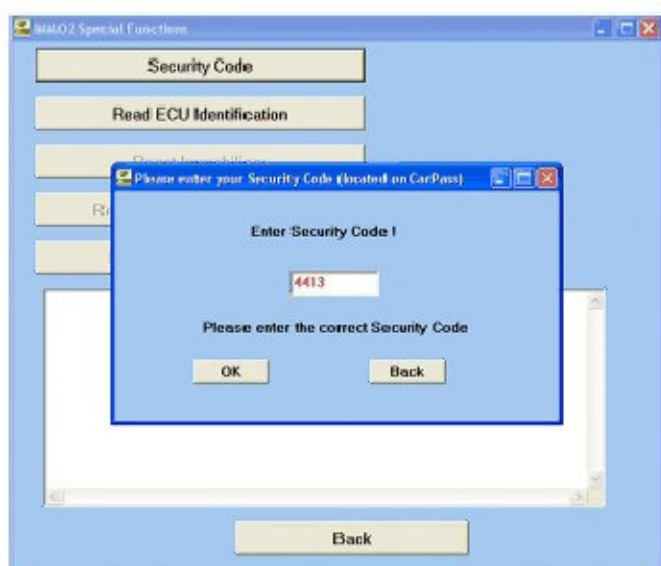 IMMO2 Special Functions
Security Code
Read ECU Identification
Please enter your Security Code (located on CarPass)
Enter Security Code !
4413
Please enter the correct Security Code
OK Back
Back